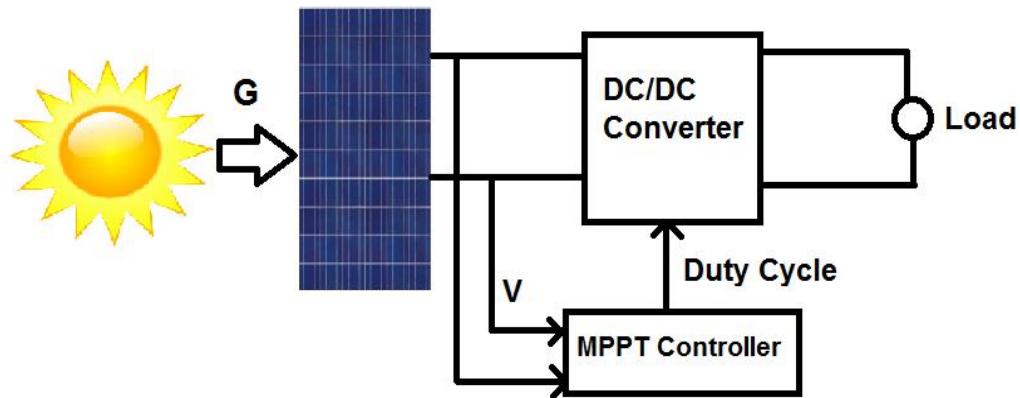 G
DC/DC
Converter
Load
Duty Cycle
V
MPPT Controller